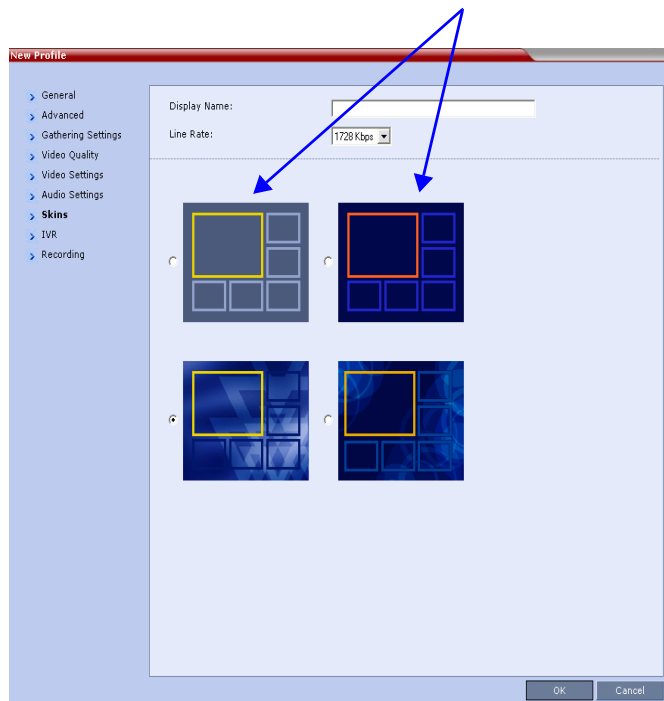 New Profile
General
Advanced
Gathering Settings
Video Quality
Video Settings
Audio Settings
Skins
IVR
Recording
Display Name:
Line Rate:
1728 Kbps
OK
Cancel